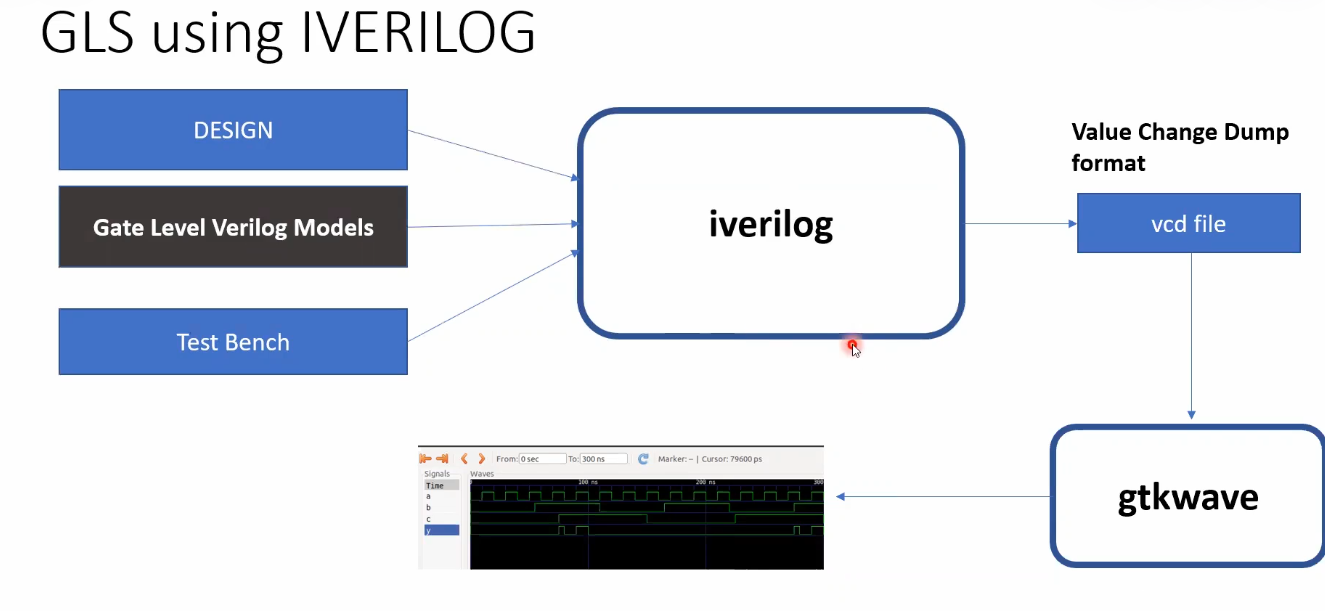 GLS using IVERILOG
DESIGN
Gate Level Verilog Models
Test Bench
iverilog
Value Change Dump
format
vcd file
gtkwave
From: 0 sec To: 300 ns Marker: -- | Cursor: 79600 ps
Signals Waves
Time 100 ns 200 ns 300
a
b
c
y